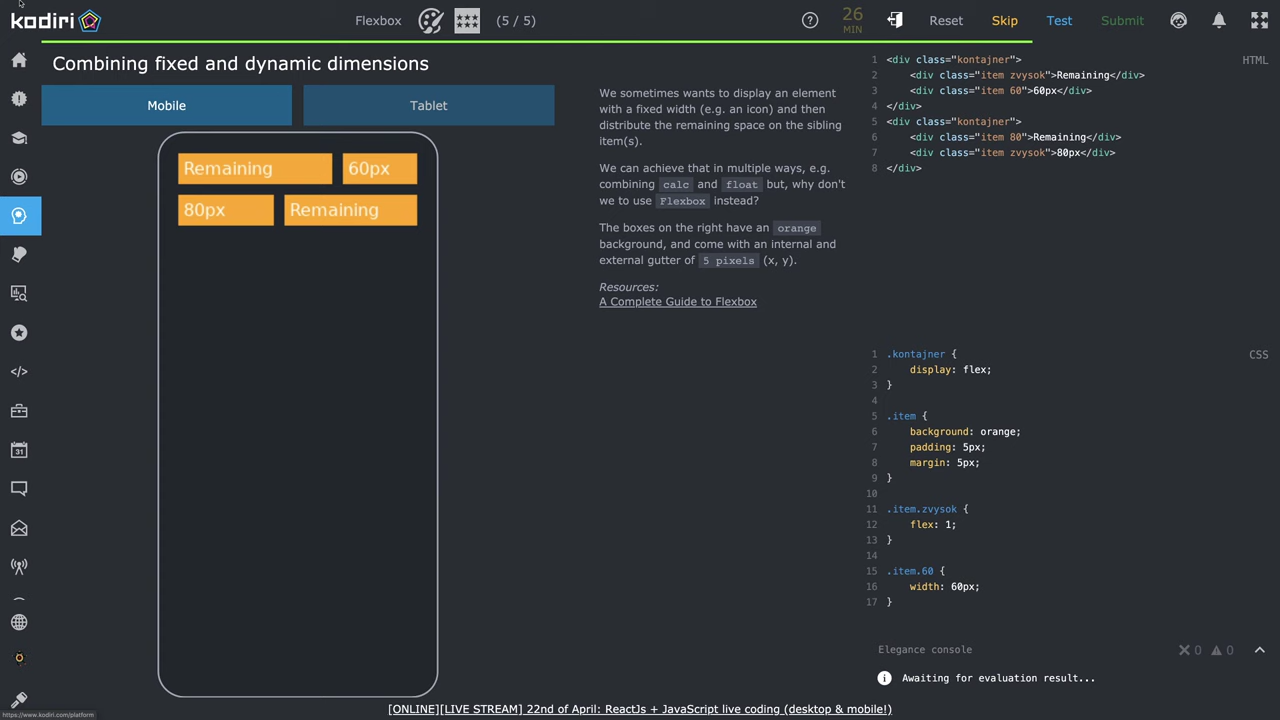 kodiri
Flexbox
(5 / 5)
26
MIN
Reset
Skip
Test
Submit
Combining fixed and dynamic dimensions
Mobile
Tablet
Remaining
60px
80px
Remaining
We sometimes wants to display an element
with a fixed width (e.g. an icon) and then
distribute the remaining space on the sibling
item(s).
We can achieve that in multiple ways, e.g.
combining calc and float but, why don't
we to use Flexbox instead?
The boxes on the right have an orange
background, and come with an internal and
external gutter of 5 pixels (x, y).
Resources:
A Complete Guide to Flexbox
HTML
1 <div class="kontajner">
2 <div class="item zvysok">Remaining</div>
3 <div class="item 60">60px</div>
4 </div>
5 <div class="kontajner">
6 <div class="item 80">Remaining</div>
7 <div class="item zvysok">80px</div>
8 </div>
CSS
1 .kontajner {
2 display: flex;
3 }
4
5 .item {
6 background: orange;
7 padding: 5px;
8 margin: 5px;
9 }
10
11 .item.zvysok {
12 flex: 1;
13 }
14
15 .item.60 {
16 width: 60px;
17 }
Elegance console
0
0
Awaiting for evaluation result...
31
https://www.kodiri.com/platform
[ONLINE][LIVE STREAM] 22nd of April: ReactJs + JavaScript live coding (desktop & mobile!)